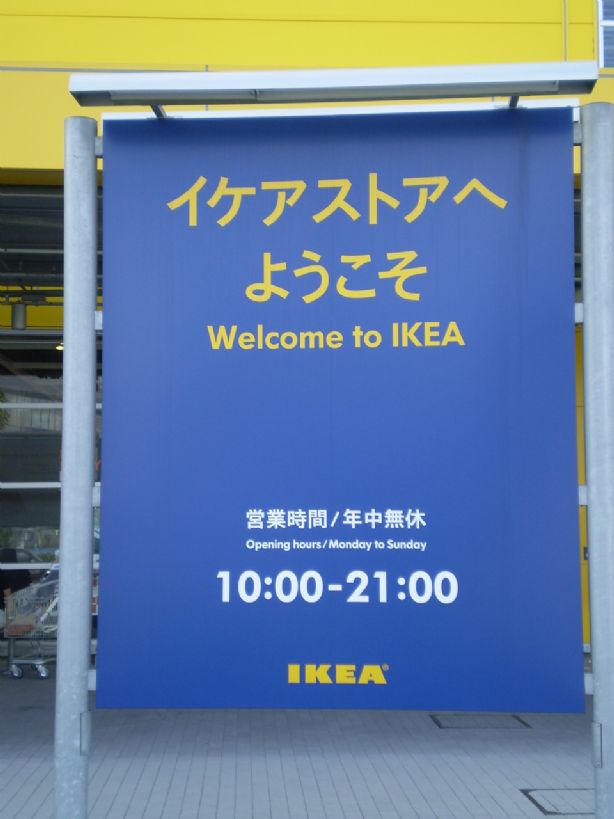 イケアストアへ
ようこそ
Welcome to IKEA
営業時間/年中無休
Opening hours/Monday to Sunday
10:00-21:00
IKEA®